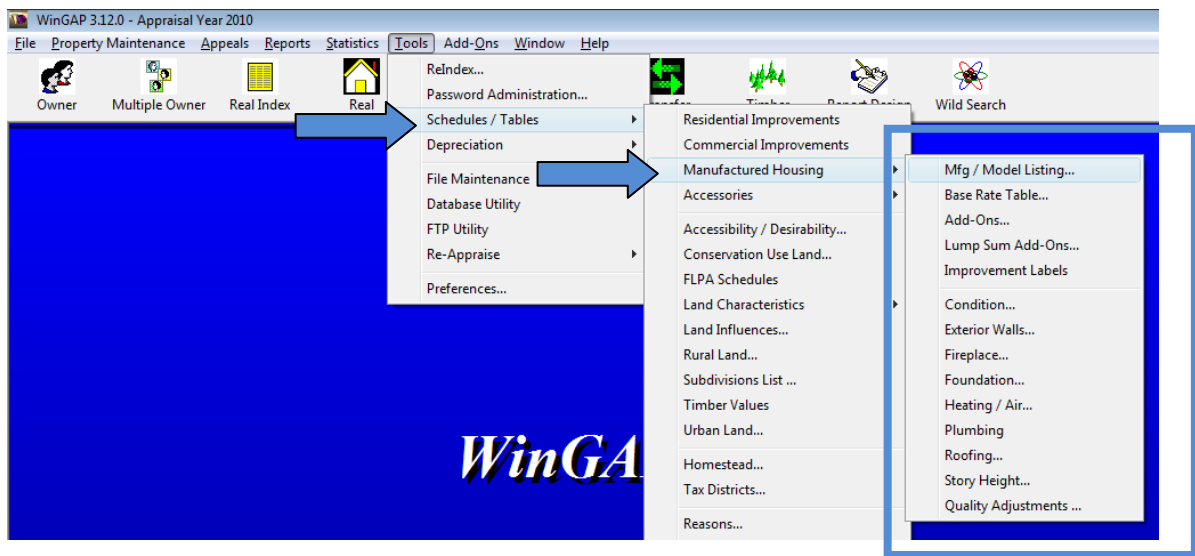 WinGAP 3.12.0 - Appraisal Year 2010
File Property Maintenance Appeals Reports Statistics Tools Add-Ons Window Help
Owner Multiple Owner Real Index Real Wild Search
ReIndex...
Password Administration...
Schedules / Tables
Depreciation
File Maintenance
Database Utility
FTP Utility
Re-Appraise
Preferences...
Residential Improvements
Commercial Improvements
Manufactured Housing
Accessories
Accessibility / Desirability...
Conservation Use Land...
FLPA Schedules
Land Characteristics
Land Influences...
Rural Land...
Subdivisions List ...
Timber Values
Urban Land...
Homestead...
Tax Districts...
Reasons...
Mfg / Model Listing...
Base Rate Table...
Add-Ons...
Lump Sum Add-Ons...
Improvement Labels
Condition...
Exterior Walls...
Fireplace...
Foundation...
Heating / Air...
Plumbing
Roofing...
Story Height...
Quality Adjustments ...
WinGA